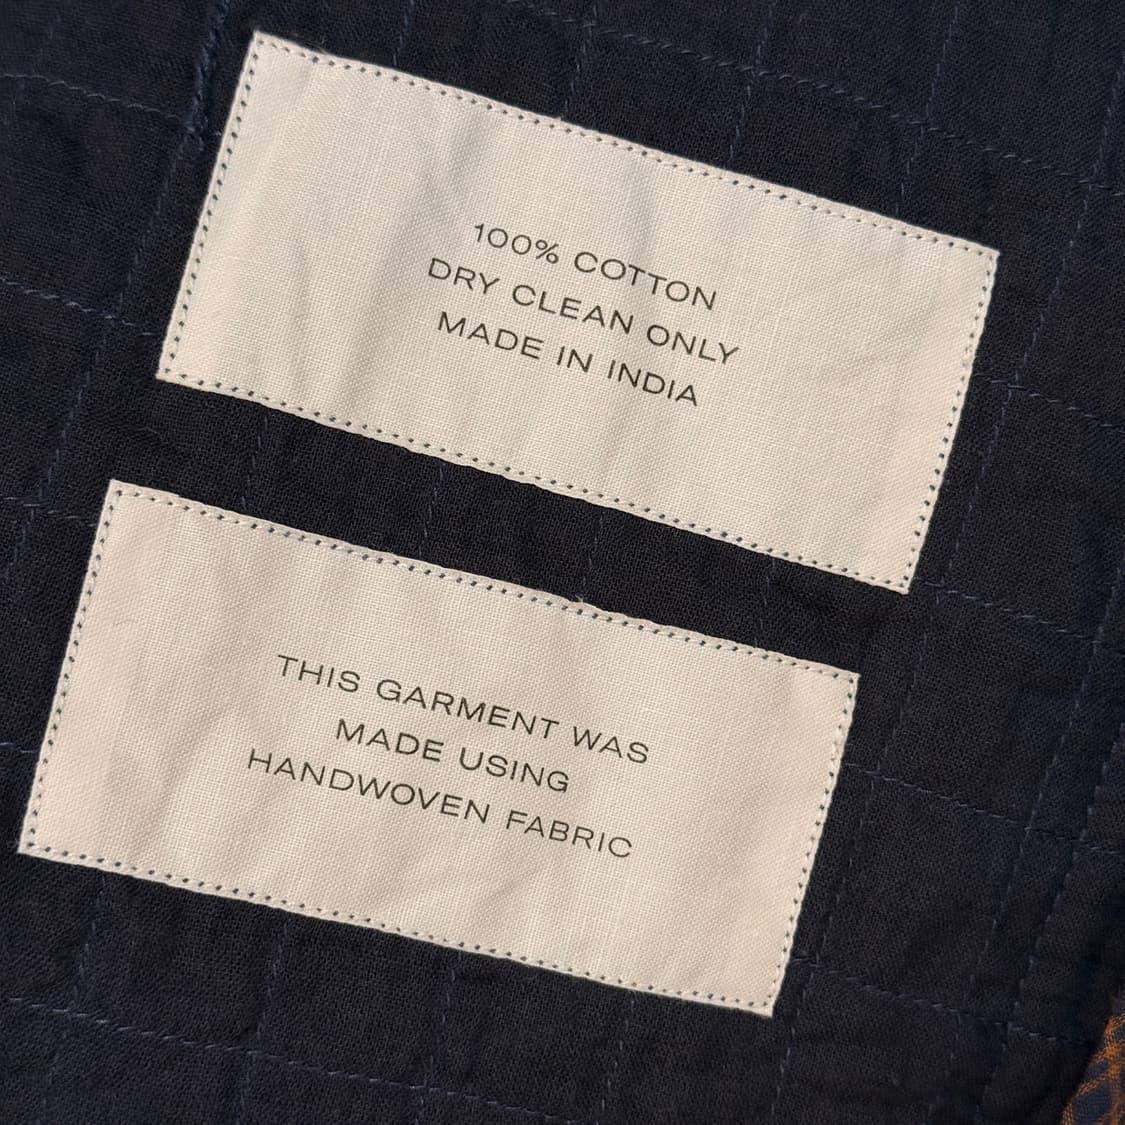 100% COTTON
DRY CLEAN ONLY
MADE IN INDIA
THIS GARMENT WAS
MADE USING
HANDWOVEN FABRIC